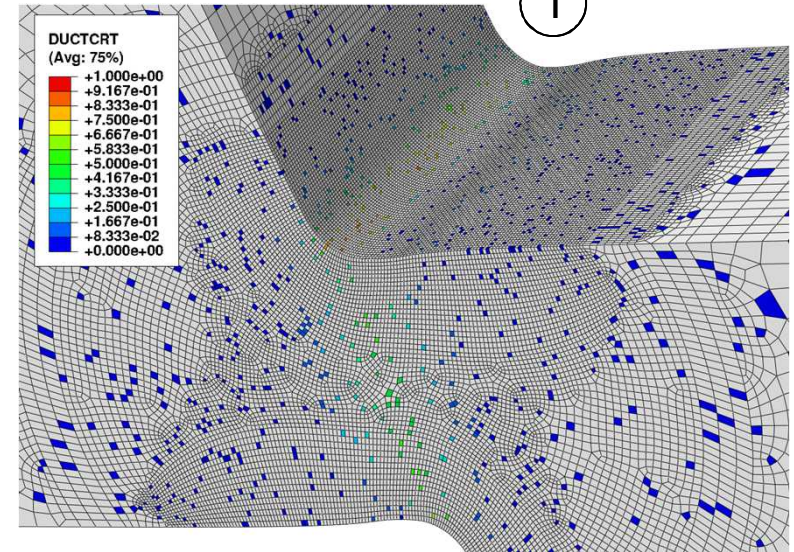 1
DUCTCRT
(Avg: 75%)
+1.000e+00
+9.167e-01
+8.333e-01
+7.500e-01
+6.667e-01
+5.833e-01
+5.000e-01
+4.167e-01
+3.333e-01
+2.500e-01
+1.667e-01
+8.333e-02
+0.000e+00